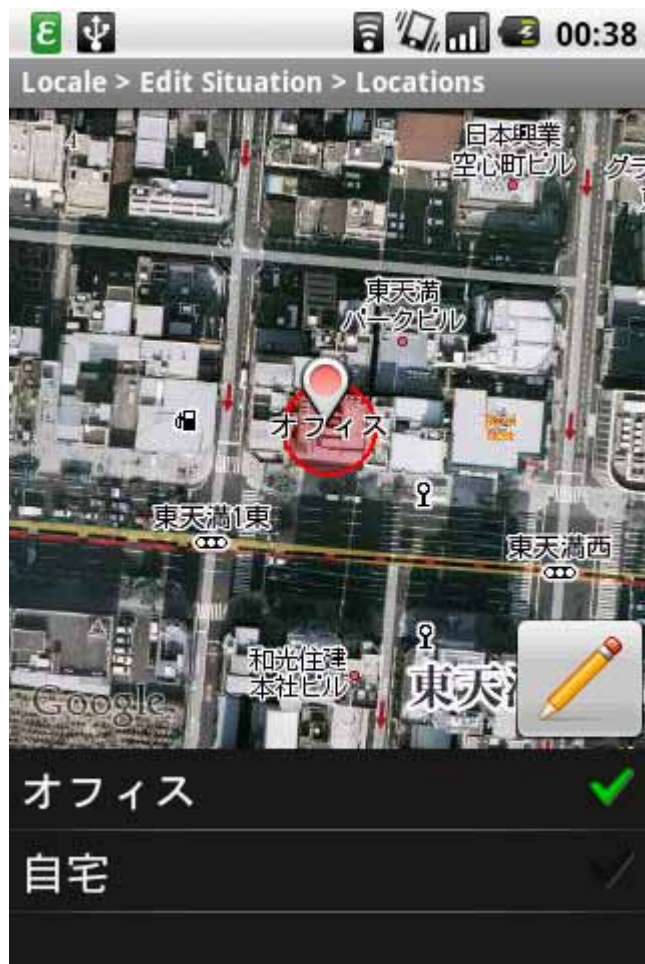 00:38
Locale > Edit Situation > Locations
日本興業
空心町ビル
グラ
東天満
パークビル
オフィス
東天満1東
東天満西
和光住建
本社ビル
東天
Google
オフィス
自宅